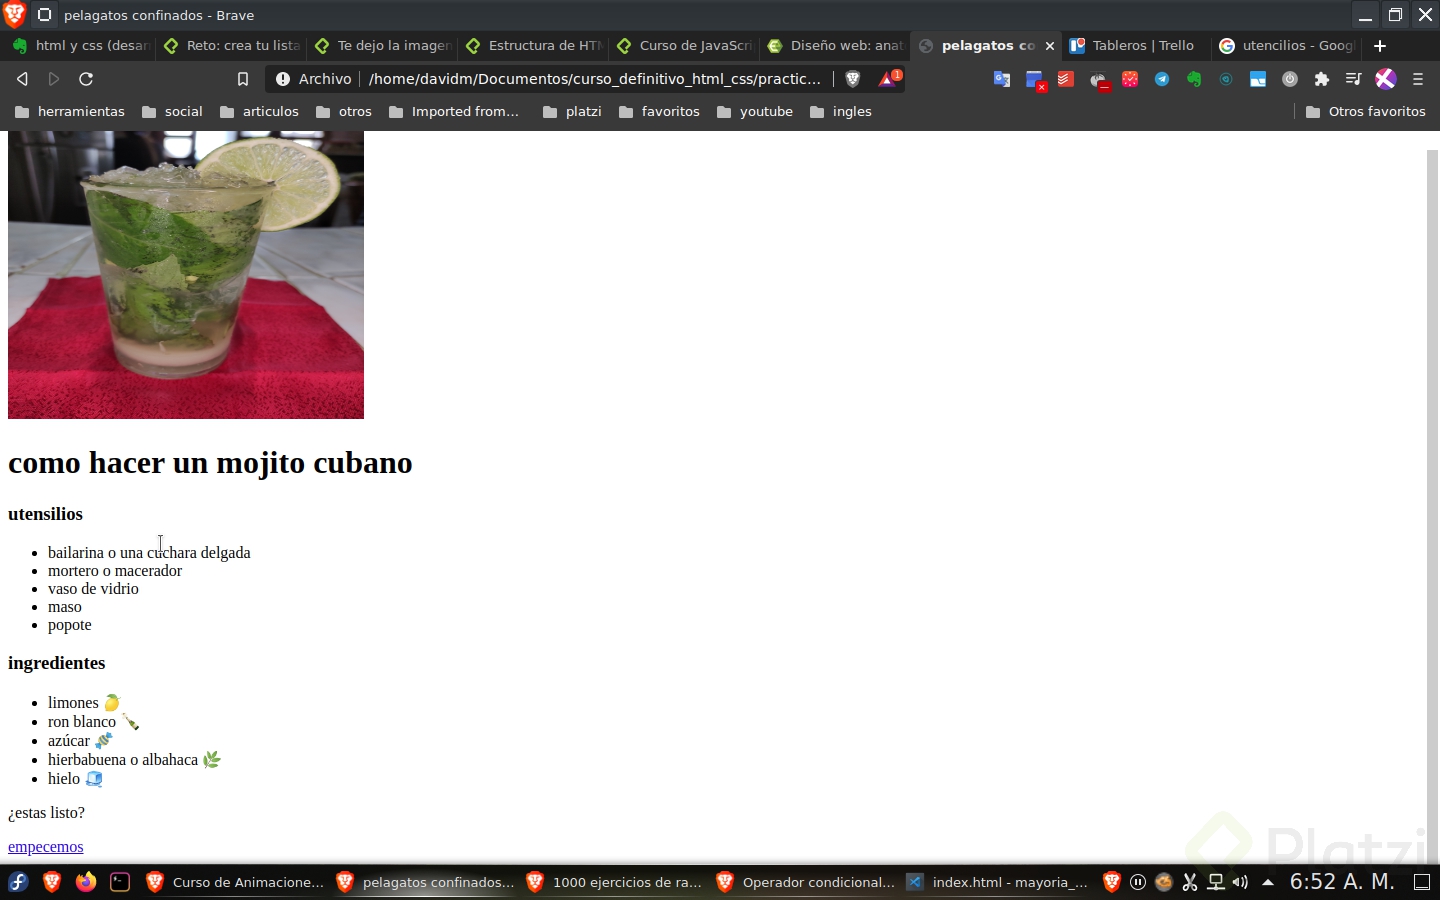 pelagatos confinados - Brave
html y css (desar
Reto: crea tu lista
Te dejo la imagen
Estructura de HTM
Curso de JavaScri
Diseño web: anat
pelagatos co
Tableros | Trello
utencilios - Googl
Archivo
/home/davidm/Documentos/curso_definitivo_html_css/practic...
1
herramientas
social
articulos
otros
Imported from...
platzi
favoritos
youtube
ingles
Otros favoritos
como hacer un mojito cubano
utensilios
bailarina o una cuchara delgada
mortero o macerador
vaso de vidrio
maso
popote
ingredientes
limones 🍋
ron blanco 🍾
azúcar 🍬
hierbabuena o albahaca 🌿
hielo 🧊
¿estas listo?
empecemos
Platzi
Curso de Animacione...
pelagatos confinados...
1000 ejercicios de ra...
Operador condicional...
index.html - mayoria_...
6:52 A. M.